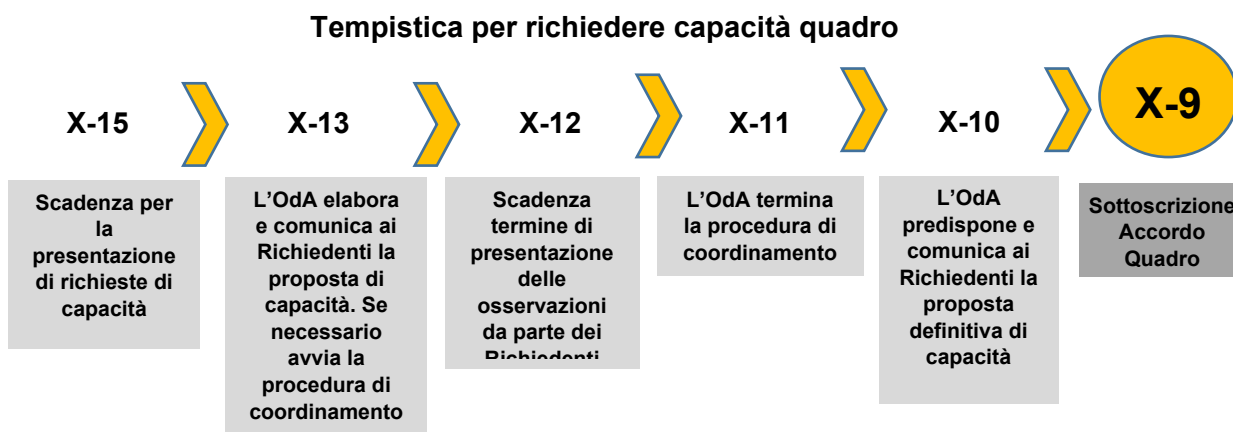 Tempistica per richiedere capacità quadro
X-15
X-13
X-12
X-11
X-10
X-9
Scadenza per
la
presentazione
di richieste di
capacità
L'OdA elabora
e comunica ai
Richiedenti la
proposta di
capacità. Se
necessario
avvia la
procedura di
coordinamento
Scadenza
termine di
presentazione
delle
osservazioni
da parte dei
Richiedenti
L'OdA termina
la procedura di
coordinamento
L'OdA
predispone e
comunica ai
Richiedenti la
proposta
definitiva di
capacità
Sottoscrizione
Accordo
Quadro